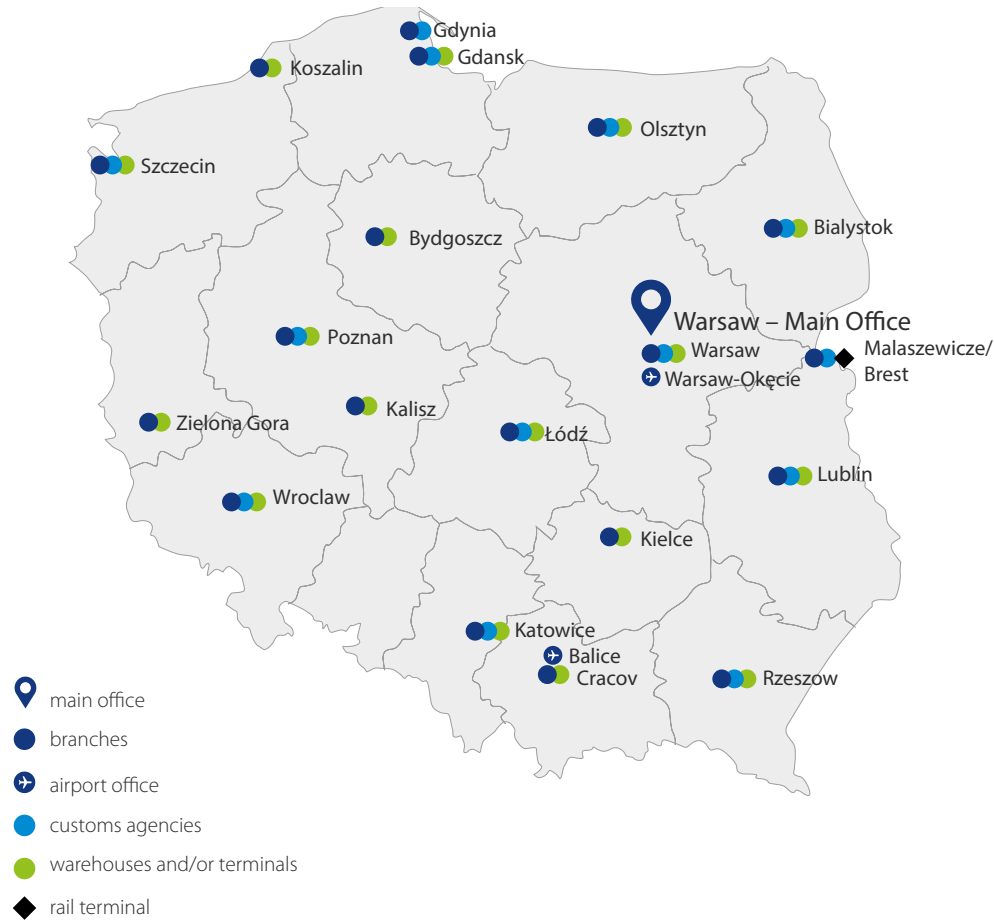 Gdynia
Gdansk
Koszalin
Olsztyn
Szczecin
Bialystok
Bydgoszcz
Warsaw – Main Office
Poznan
Warsaw
Malaszewicze/
Brest
Warsaw-Okęcie
Kalisz
Zielona Gora
Łódź
Lublin
Wroclaw
Kielce
Katowice
Balice
Cracov
Rzeszow
main office
branches
airport office
customs agencies
warehouses and/or terminals
rail terminal